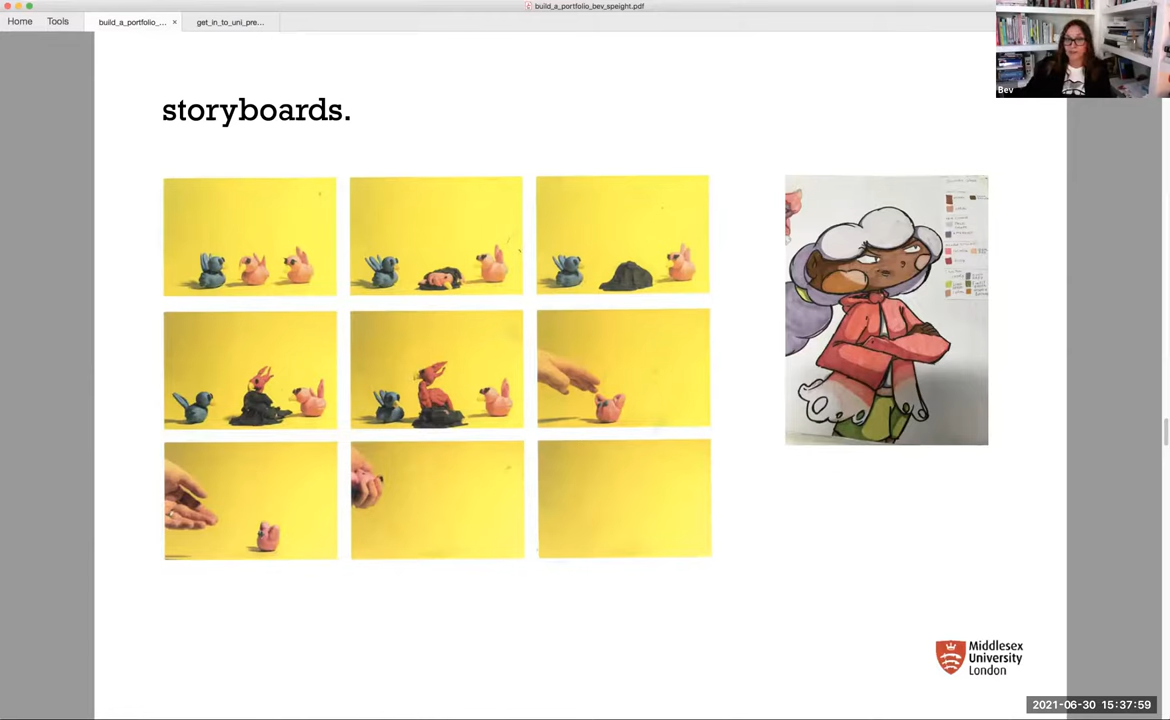 build_a_portfolio_bev_speight.pdf
Home
Tools
build_a_portfolio_...
×
get_in_to_uni_pre...
Bev
storyboards.
Middlesex
University
London
2021-06-30 15:37:59